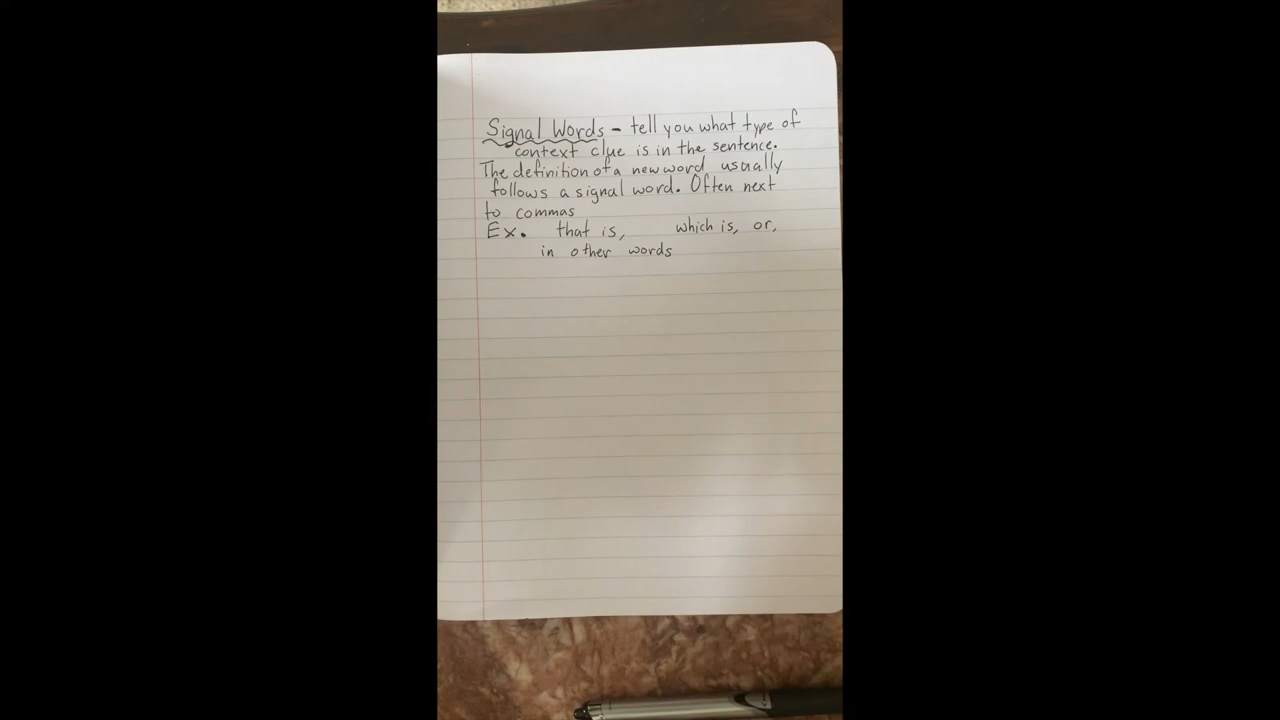 Signal Words - tell you what type of
context clue is in the sentence.
The definition of a new word usually
follows a signal word. Often next
to commas
Ex. that is, which is, or,
in other words